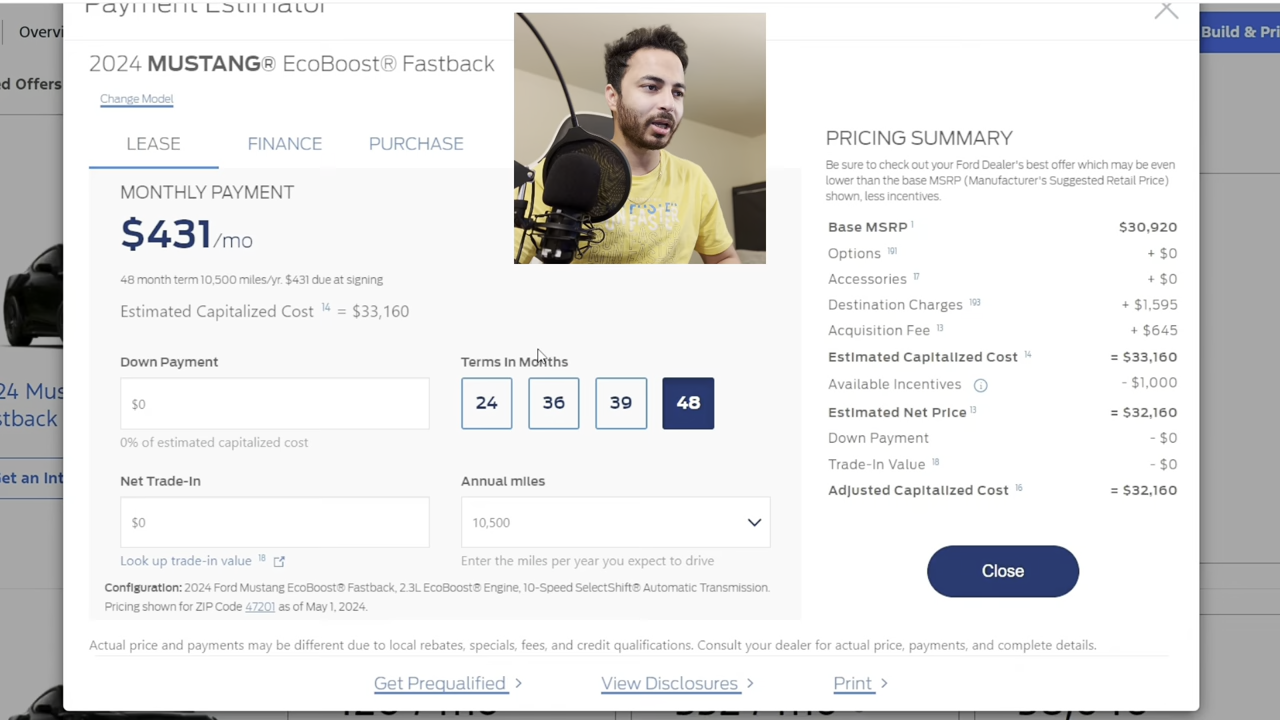 Payment Estimator
Overvi
Build & Pri
ed Offers
2024 MUSTANG® EcoBoost® Fastback
Change Model
LEASE FINANCE PURCHASE
MONTHLY PAYMENT
$431/mo
48 month term 10,500 miles/yr. $431 due at signing
Estimated Capitalized Cost 14 = $33,160
Down Payment
$0
0% of estimated capitalized cost
Terms In Months
24 36 39 48
Net Trade-In
$0
Look up trade-in value 18
Annual miles
10,500
Enter the miles per year you expect to drive
Configuration: 2024 Ford Mustang EcoBoost® Fastback, 2.3L EcoBoost® Engine, 10-Speed SelectShift® Automatic Transmission.
Pricing shown for ZIP Code 47201 as of May 1, 2024.
PRICING SUMMARY
Be sure to check out your Ford Dealer's best offer which may be even
lower than the base MSRP (Manufacturer's Suggested Retail Price)
shown, less incentives.
Base MSRP 1 $30,920
Options 191 + $0
Accessories 17 + $0
Destination Charges 193 + $1,595
Acquisition Fee 13 + $645
Estimated Capitalized Cost 14 = $33,160
Available Incentives - $1,000
Estimated Net Price 13 = $32,160
Down Payment - $0
Trade-In Value 18 - $0
Adjusted Capitalized Cost 16 = $32,160
Close
Actual price and payments may be different due to local rebates, specials, fees, and credit qualifications. Consult your dealer for actual price, payments, and complete details.
Get Prequalified View Disclosures Print
24 Mus
stback
Get an Int